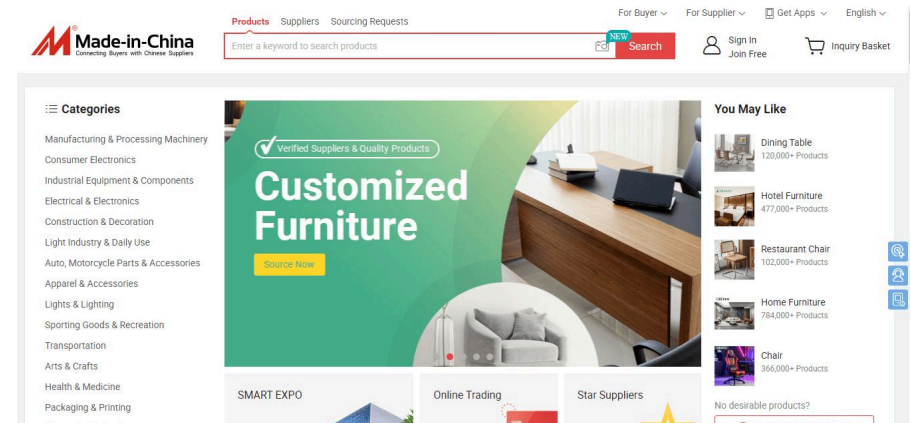 For Buyer
For Supplier
Get Apps
English
Made-in-China
Connecting Buyers with Chinese Suppliers
Products Suppliers Sourcing Requests
Enter a keyword to search products
NEW
Search
Sign In
Join Free
Inquiry Basket
Categories
Manufacturing & Processing Machinery
Consumer Electronics
Industrial Equipment & Components
Electrical & Electronics
Construction & Decoration
Light Industry & Daily Use
Auto, Motorcycle Parts & Accessories
Apparel & Accessories
Lights & Lighting
Sporting Goods & Recreation
Transportation
Arts & Crafts
Health & Medicine
Packaging & Printing
Verified Suppliers & Quality Products
Customized
Furniture
Source Now
SMART EXPO
Online Trading
Star Suppliers
You May Like
Dining Table
120,000+ Products
Hotel Furniture
477,000+ Products
Restaurant Chair
102,000+ Products
Home Furniture
784,000+ Products
Chair
366,000+ Products
No desirable products?